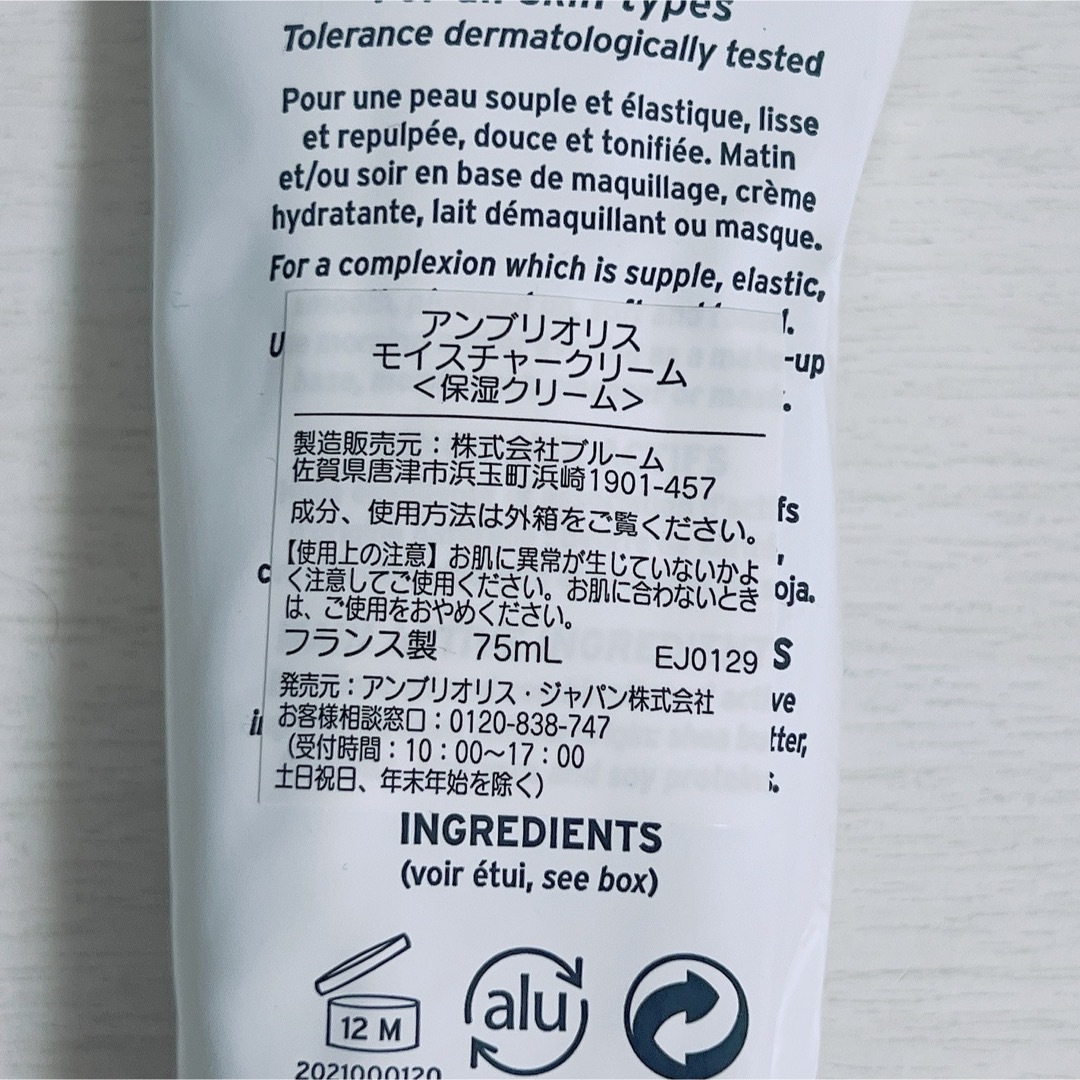 types
Tolerance dermatologically tested
Pour une peau souple et élastique, lisse
et repulpée, douce et tonifiée. Matin
et/ou soir en base de maquillage, crème
hydratante, lait démaquillant ou masque.
For a complexion which is supple, elastic,
U
-up
アンブリオリス
モイスチャークリーム
<保湿クリーム>
製造販売元：株式会社ブルーム
佐賀県唐津市浜玉町浜崎1901-457
fs
成分、使用方法は外箱をご覧ください。
【使用上の注意】お肌に異常が生じていないかよ
く注意してご使用ください。お肌に合わないとき
は、ご使用をおやめください。
c
oja.
フランス製 75mL EJ0129
S
発売元：アンブリオリス・ジャパン株式会社
ve
お客様相談窓口：0120-838-747
tter,
（受付時間：10：00～17：00
土日祝日、年末年始を除く）
s.
INGREDIENTS
(voir étui, see box)
12 M
alu
2021000120